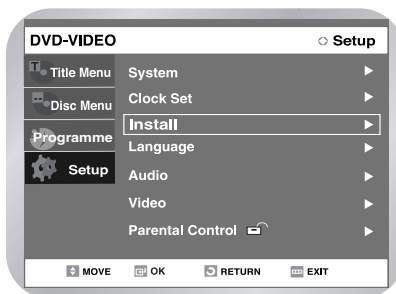 DVD-VIDEO
Setup
Title Menu
Disc Menu
Programme
Setup
System
Clock Set
Install
Language
Audio
Video
Parental Control
MOVE OK RETURN EXIT